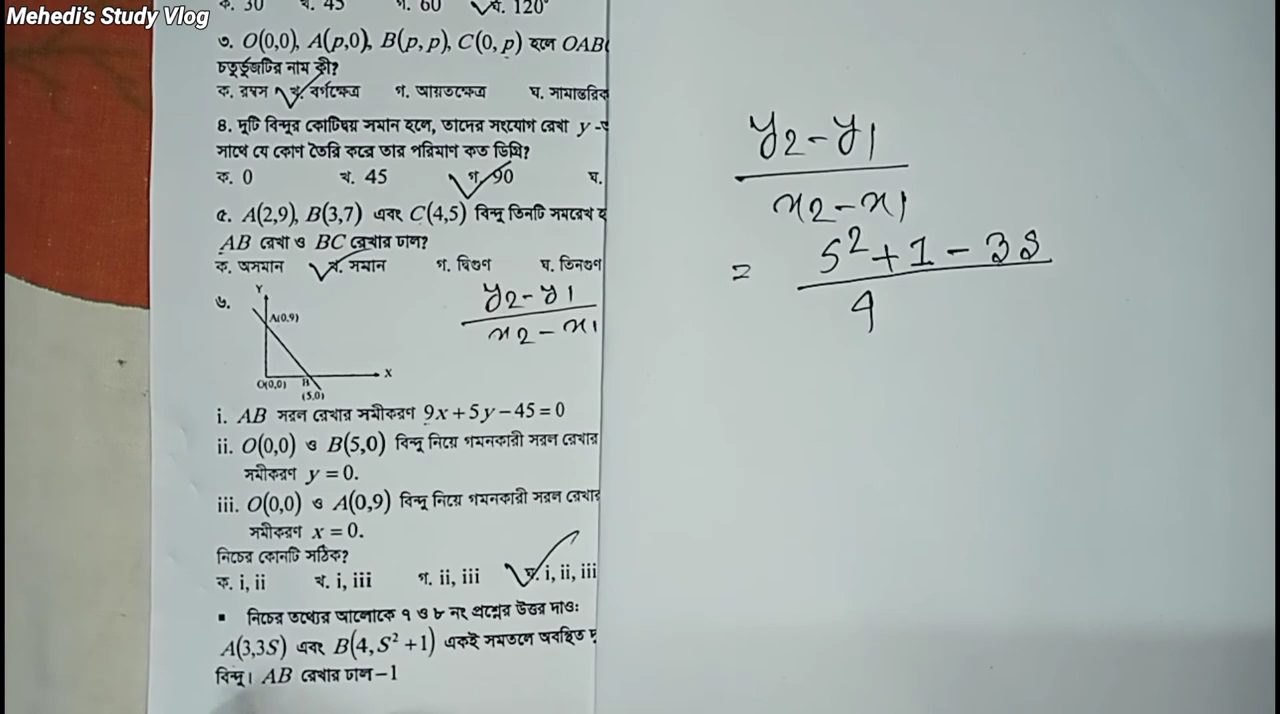 Mehedi's Study Vlog
ক. 30 খ. 45 গ. 60 ঘ. 120°
৩. O(0,0), A(p,0), B(p,p), C(0,p) হলে OAB
চতুর্ভুজটির নাম কী?
ক. রম্বস খ. বর্গক্ষেত্র গ. আয়তক্ষেত্র ঘ. সামান্তরিক
৪. দুটি বিন্দুর কোটিদ্বয় সমান হলে, তাদের সংযোগ রেখা y -
সাথে যে কোণ তৈরি করে তার পরিমাণ কত ডিগ্রি?
ক. 0 খ. 45 গ. 90 ঘ.
৫. A(2,9), B(3,7) এবং C(4,5) বিন্দু তিনটি সমরেখ হ
AB রেখা ও BC রেখার ঢাল?
ক. অসমান খ. সমান গ. দ্বিগুণ ঘ. তিনগুণ
৬.
Y
A(0,9)
O(0,0) B X
(5,0)
y2-y1
x2-x1
i. AB সরল রেখার সমীকরণ 9x+5y-45=0
ii. O(0,0) ও B(5,0) বিন্দু দিয়ে গমনকারী সরল রেখার
সমীকরণ y = 0.
iii. O(0,0) ও A(0,9) বিন্দু দিয়ে গমনকারী সরল রেখার
সমীকরণ x = 0.
নিচের কোনটি সঠিক?
ক. i, ii খ. i, iii গ. ii, iii ঘ. i, ii, iii
▪ নিচের তথ্যের আলোকে ৭ ও ৮ নং প্রশ্নের উত্তর দাওঃ
A(3,3S) এবং B(4,S²+1) একই সমতলে অবস্থিত দু
বিন্দু। AB রেখার ঢাল-1
y2-y1
x2-x1
= S²+1-3S
4